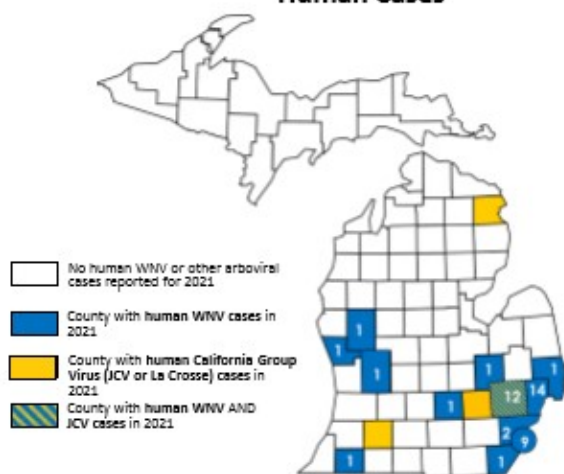 Human Cases
No human WNV or other arboviral
cases reported for 2021
County with human WNV cases in
2021
County with human California Group
Virus (JCV or La Crosse) cases in
2021
County with human WNV AND
JCV cases in 2021
1
1
1
1
1
1
12
14
2
9
1
1